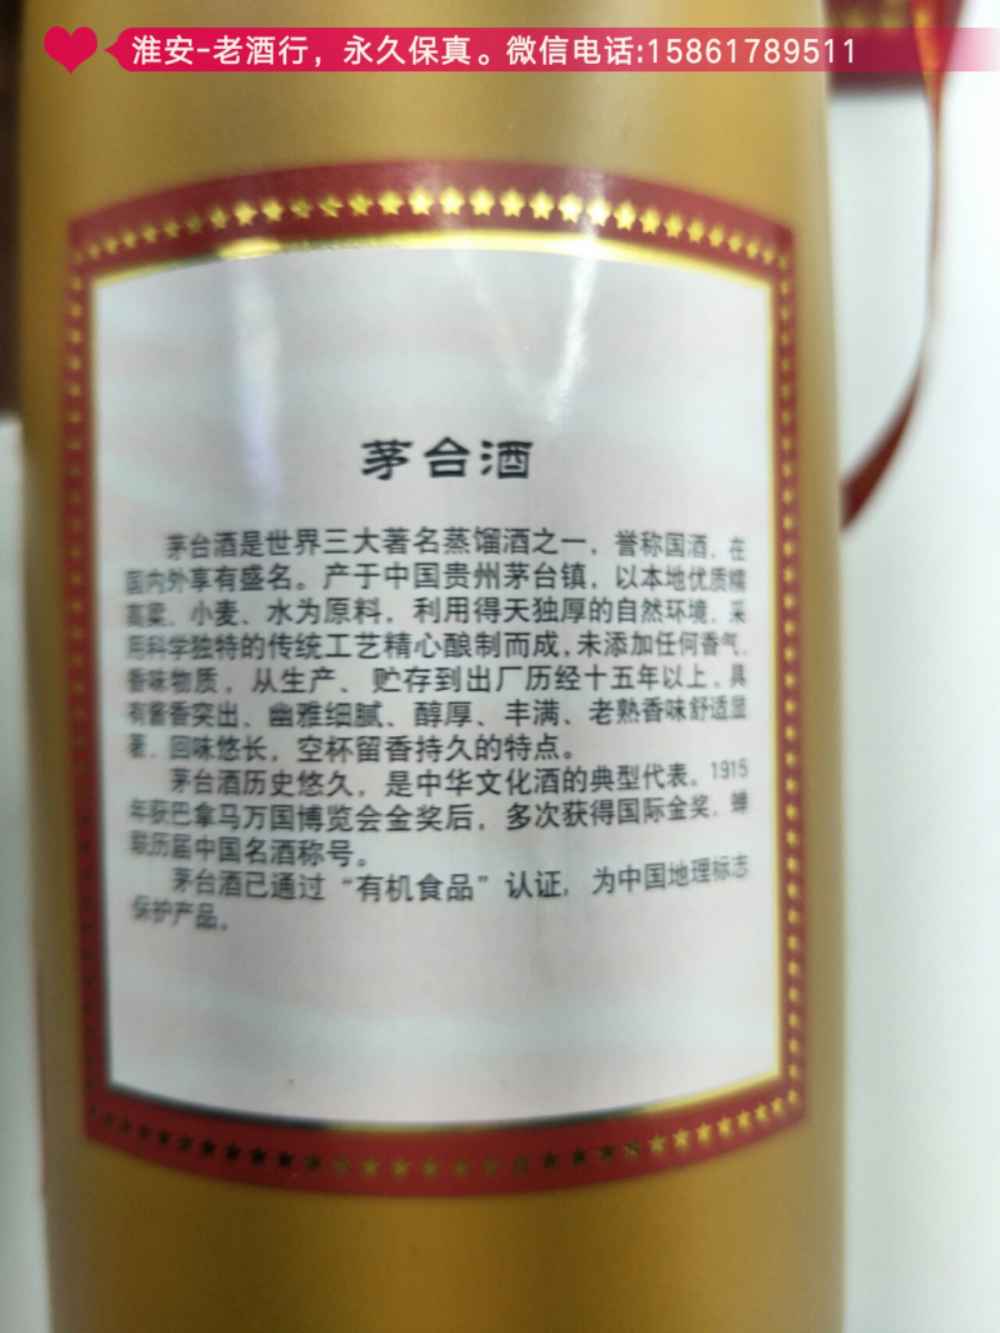 淮安-老酒行，永久保真。微信电话:15861789511
茅台酒
茅台酒是世界三大著名蒸馏酒之一，誉称国酒，在
国内外享有盛名。产于中国贵州茅台镇，以本地优质糯
高粱、小麦、水为原料，利用得天独厚的自然环境，采
用科学独特的传统工艺精心酿制而成，未添加任何香气、
香味物质，从生产、贮存到出厂历经十五年以上，具
有酱香突出、幽雅细腻、醇厚、丰满、老熟香味舒适显
著，回味悠长，空杯留香持久的特点。
茅台酒历史悠久，是中华文化酒的典型代表。1915
年获巴拿马万国博览会金奖后，多次获得国际金奖，蝉
联历届中国名酒称号。
茅台酒已通过“有机食品”认证，为中国地理标志
保护产品。